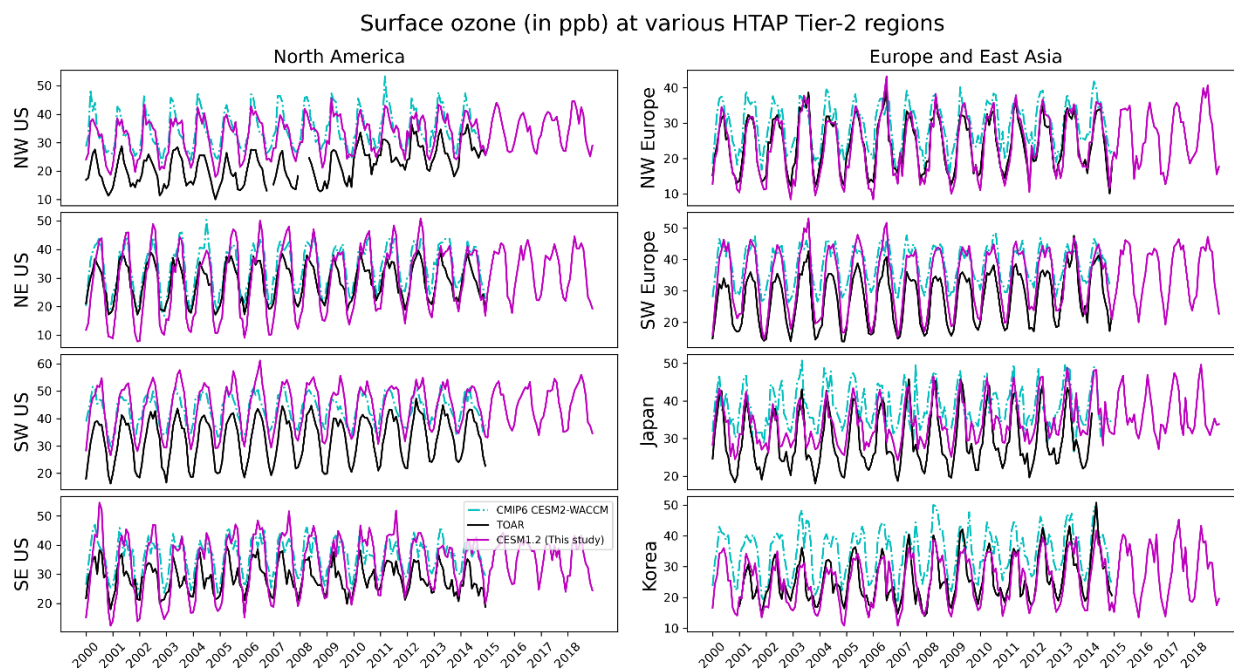 Surface ozone (in ppb) at various HTAP Tier-2 regions
North America
NW US
50
40
30
20
10
NE US
50
40
30
20
10
SW US
60
50
40
30
20
SE US
50
40
30
20
CMIP6 CESM2-WACCM
TOAR
CESM1.2 (This study)
2000 2001 2002 2003 2004 2005 2006 2007 2008 2009 2010 2011 2012 2013 2014 2015 2016 2017 2018
Europe and East Asia
NW Europe
40
30
20
10
SW Europe
50
40
30
20
Japan
50
40
30
20
Korea
50
40
30
20
10
2000 2001 2002 2003 2004 2005 2006 2007 2008 2009 2010 2011 2012 2013 2014 2015 2016 2017 2018